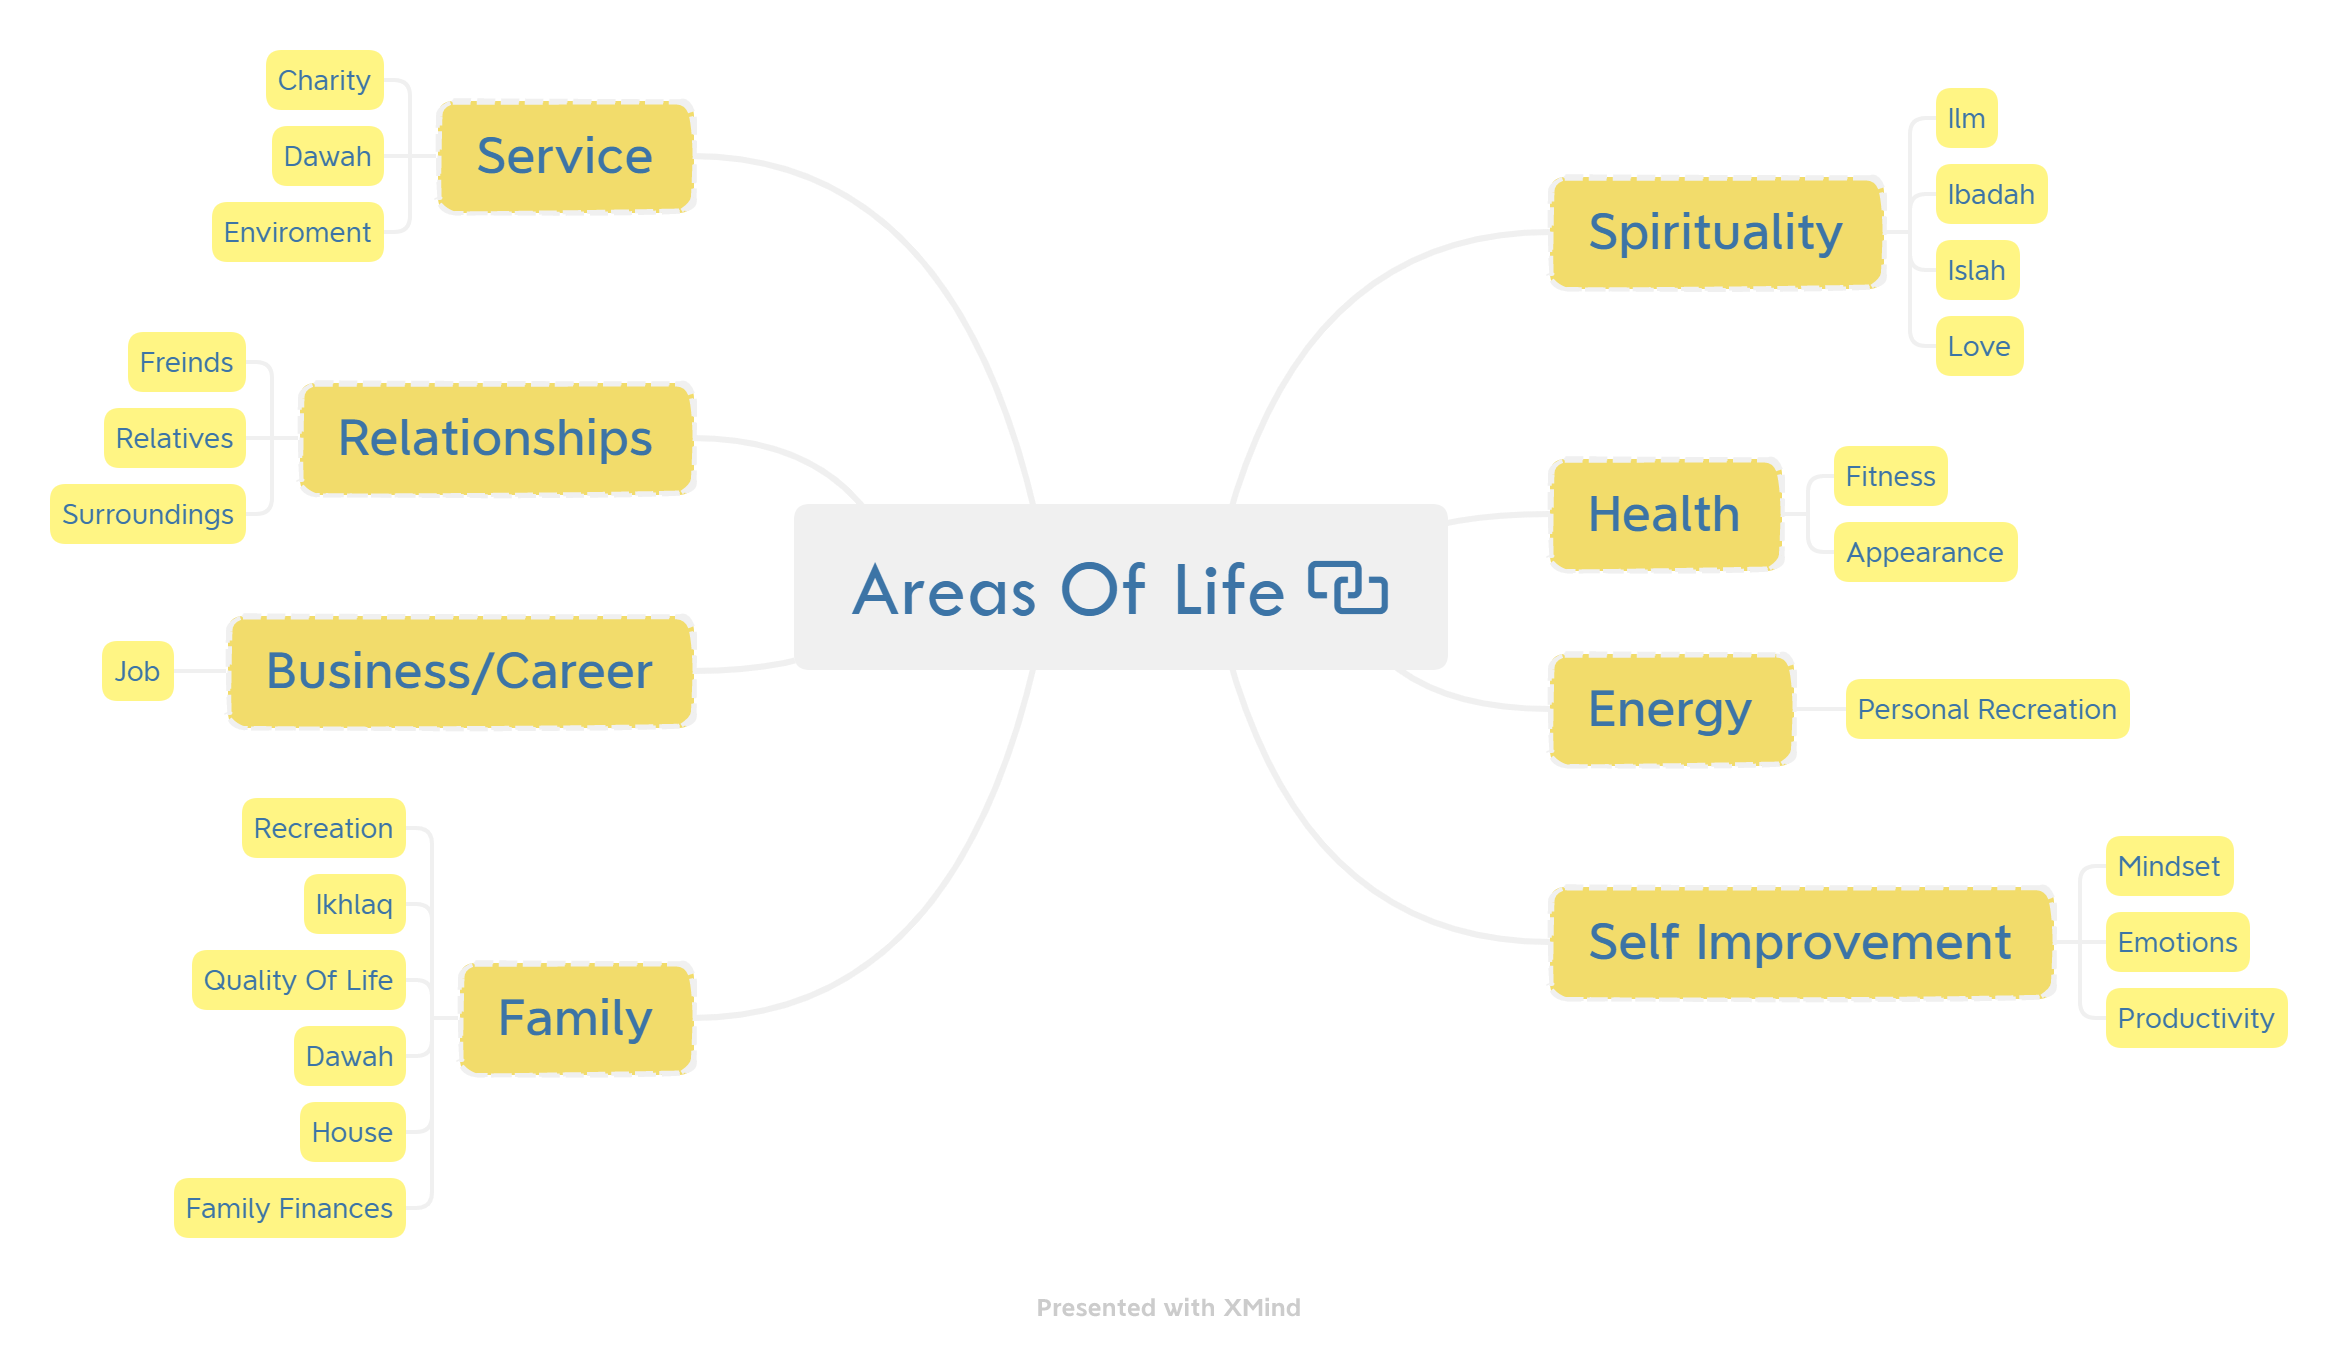 Areas Of Life
Spirituality
Ilm
Ibadah
Islah
Love
Health
Fitness
Appearance
Energy
Personal Recreation
Self Improvement
Mindset
Emotions
Productivity
Service
Charity
Dawah
Enviroment
Relationships
Freinds
Relatives
Surroundings
Business/Career
Job
Family
Recreation
Ikhlaq
Quality Of Life
Dawah
House
Family Finances
Presented with XMind